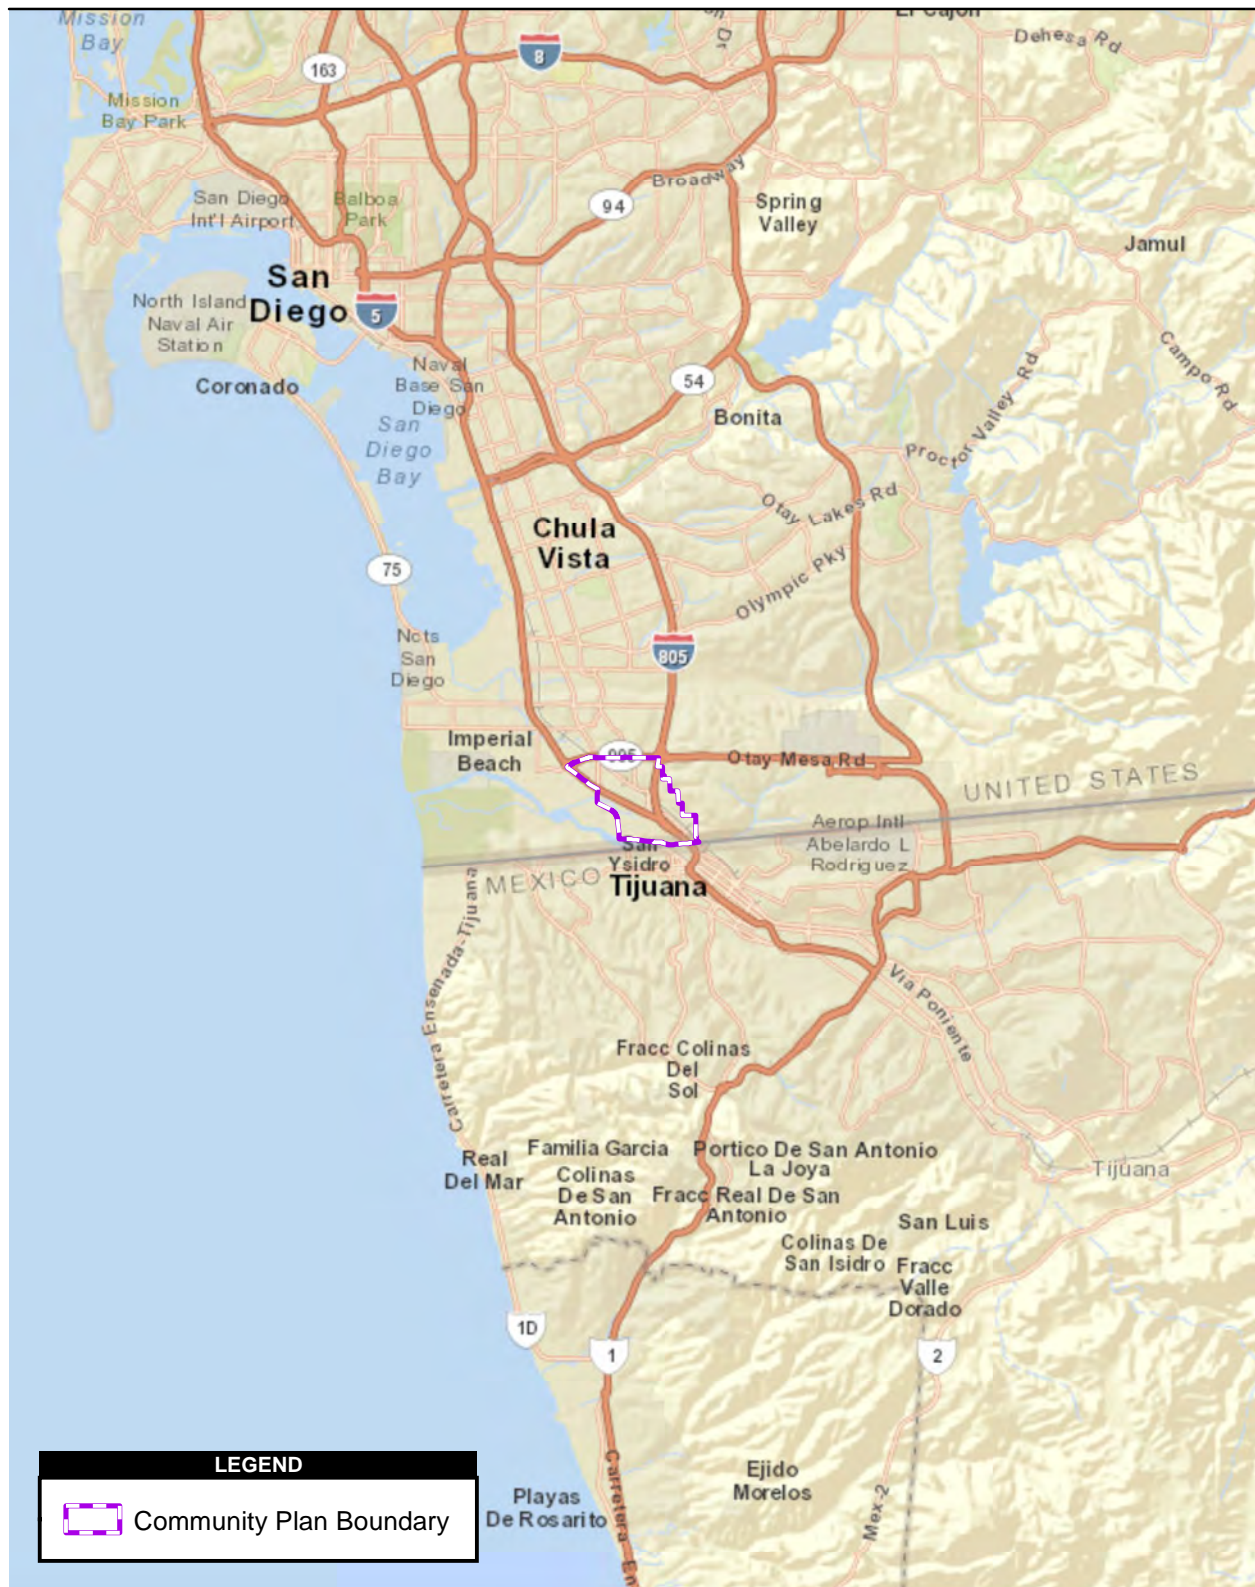 El Cajon
Mission
Bay
Dehesa Rd
8
163
Mission
Bay Park
Broadway
San Diego
Int'l Airport
Balboa
Park
94
Spring
Valley
Jamul
San
Diego
5
North Island
Naval Air
Station
Coronado
Naval
Base San
Diego
San
Diego
Bay
54
Bonita
Campo Rd
Proctor Valley Rd
Otay Lakes Rd
Chula
Vista
75
Olympic Pky
Ncts
San
Diego
805
Imperial
Beach
905
Otay Mesa Rd
UNITED STATES
Aerop Intl
Abelardo L
Rodriguez
San
Ysidro
MEXICO
Tijuana
Carretera Ensenada-Tijuana
Via Poniente
Fracc Colinas
Del
Sol
Familia Garcia
Portico De San Antonio
La Joya
Real
Del Mar
Colinas
De San
Antonio
Fracc Real De San
Antonio
Tijuana
San Luis
Colinas De
San Isidro
Fracc
Valle
Dorado
1D
1
2
Ejido
Morelos
Playas
De Rosarito
Carretera En
Mex-2
LEGEND
Community Plan Boundary